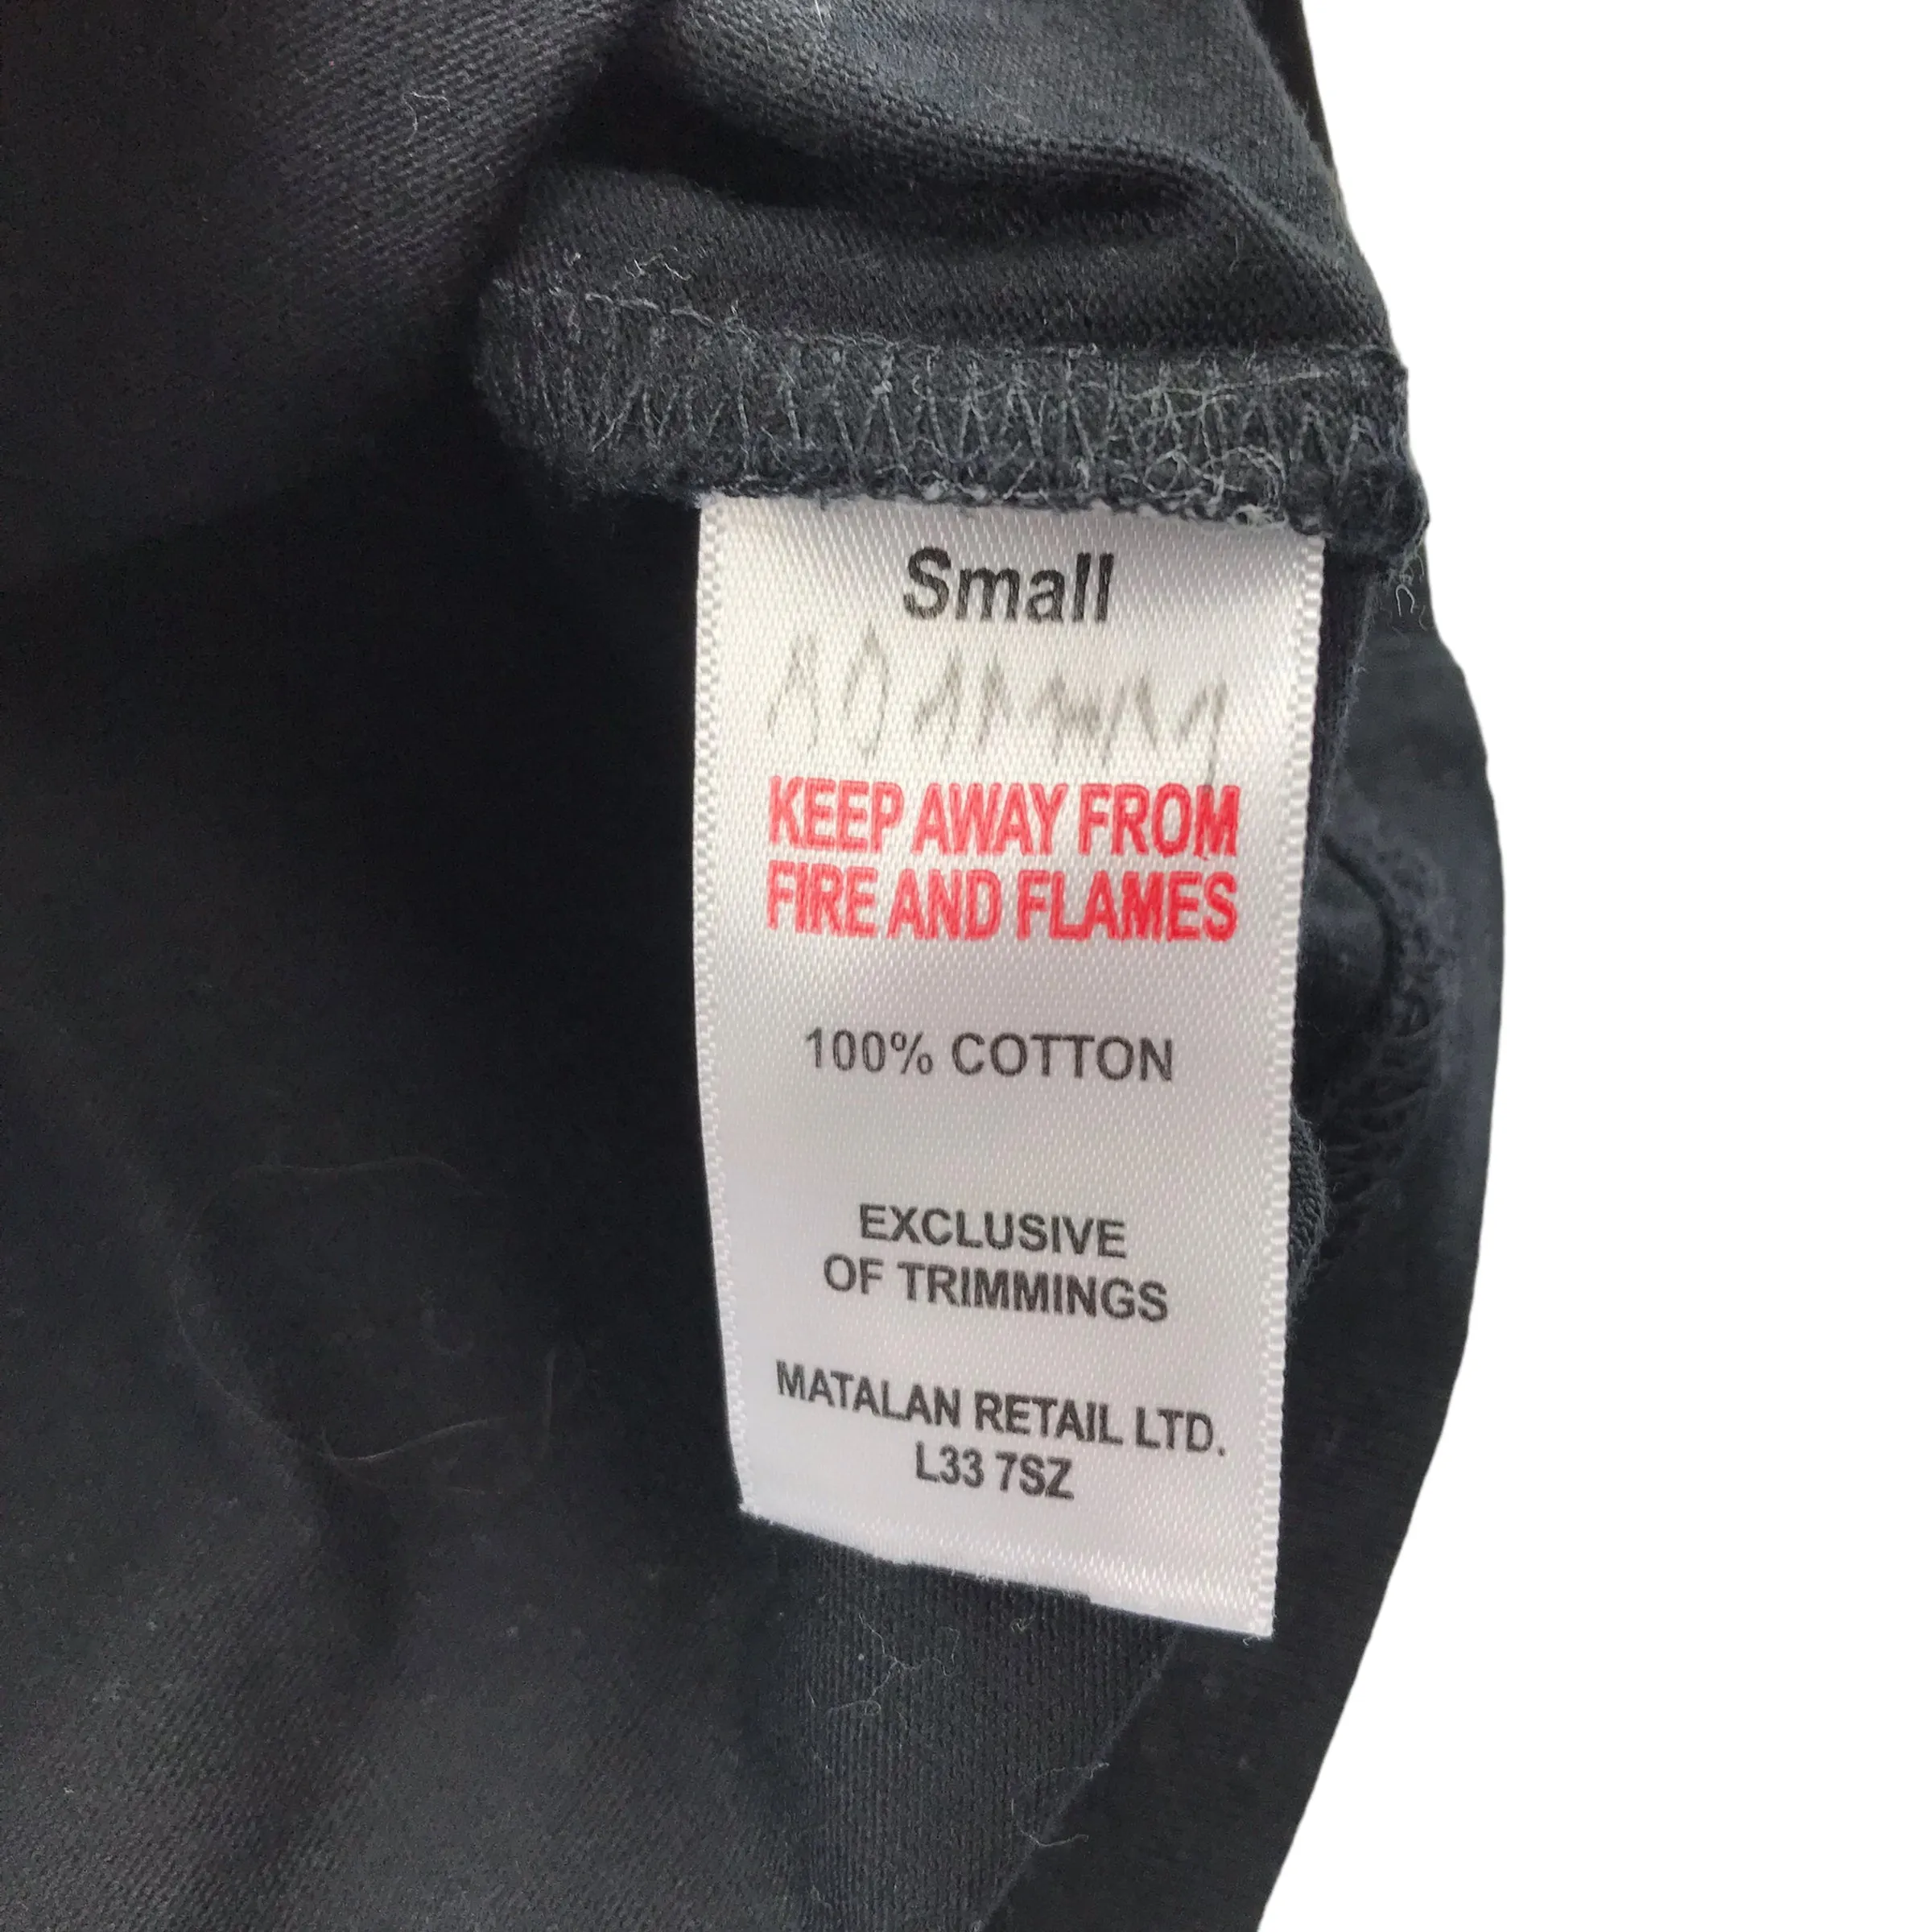 Small
KEEP AWAY FROM
FIRE AND FLAMES
100% COTTON
EXCLUSIVE
OF TRIMMINGS
MATALAN RETAIL LTD.
L33 7SZ